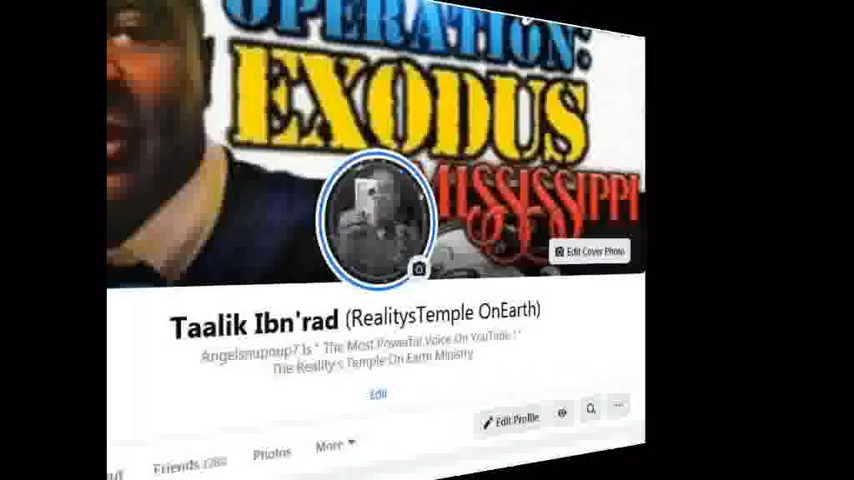 OPERATION:
EXODUS
MISSISSIPPI
Edit Cover Photo
Taalik Ibn'rad (RealitysTemple OnEarth)
Angelsnupnup7 Is " The Most Powerful Voice On YouTube ! "
The Reality's Temple On Earth Ministry
Edit
Edit Profile
Friends
Photos
More